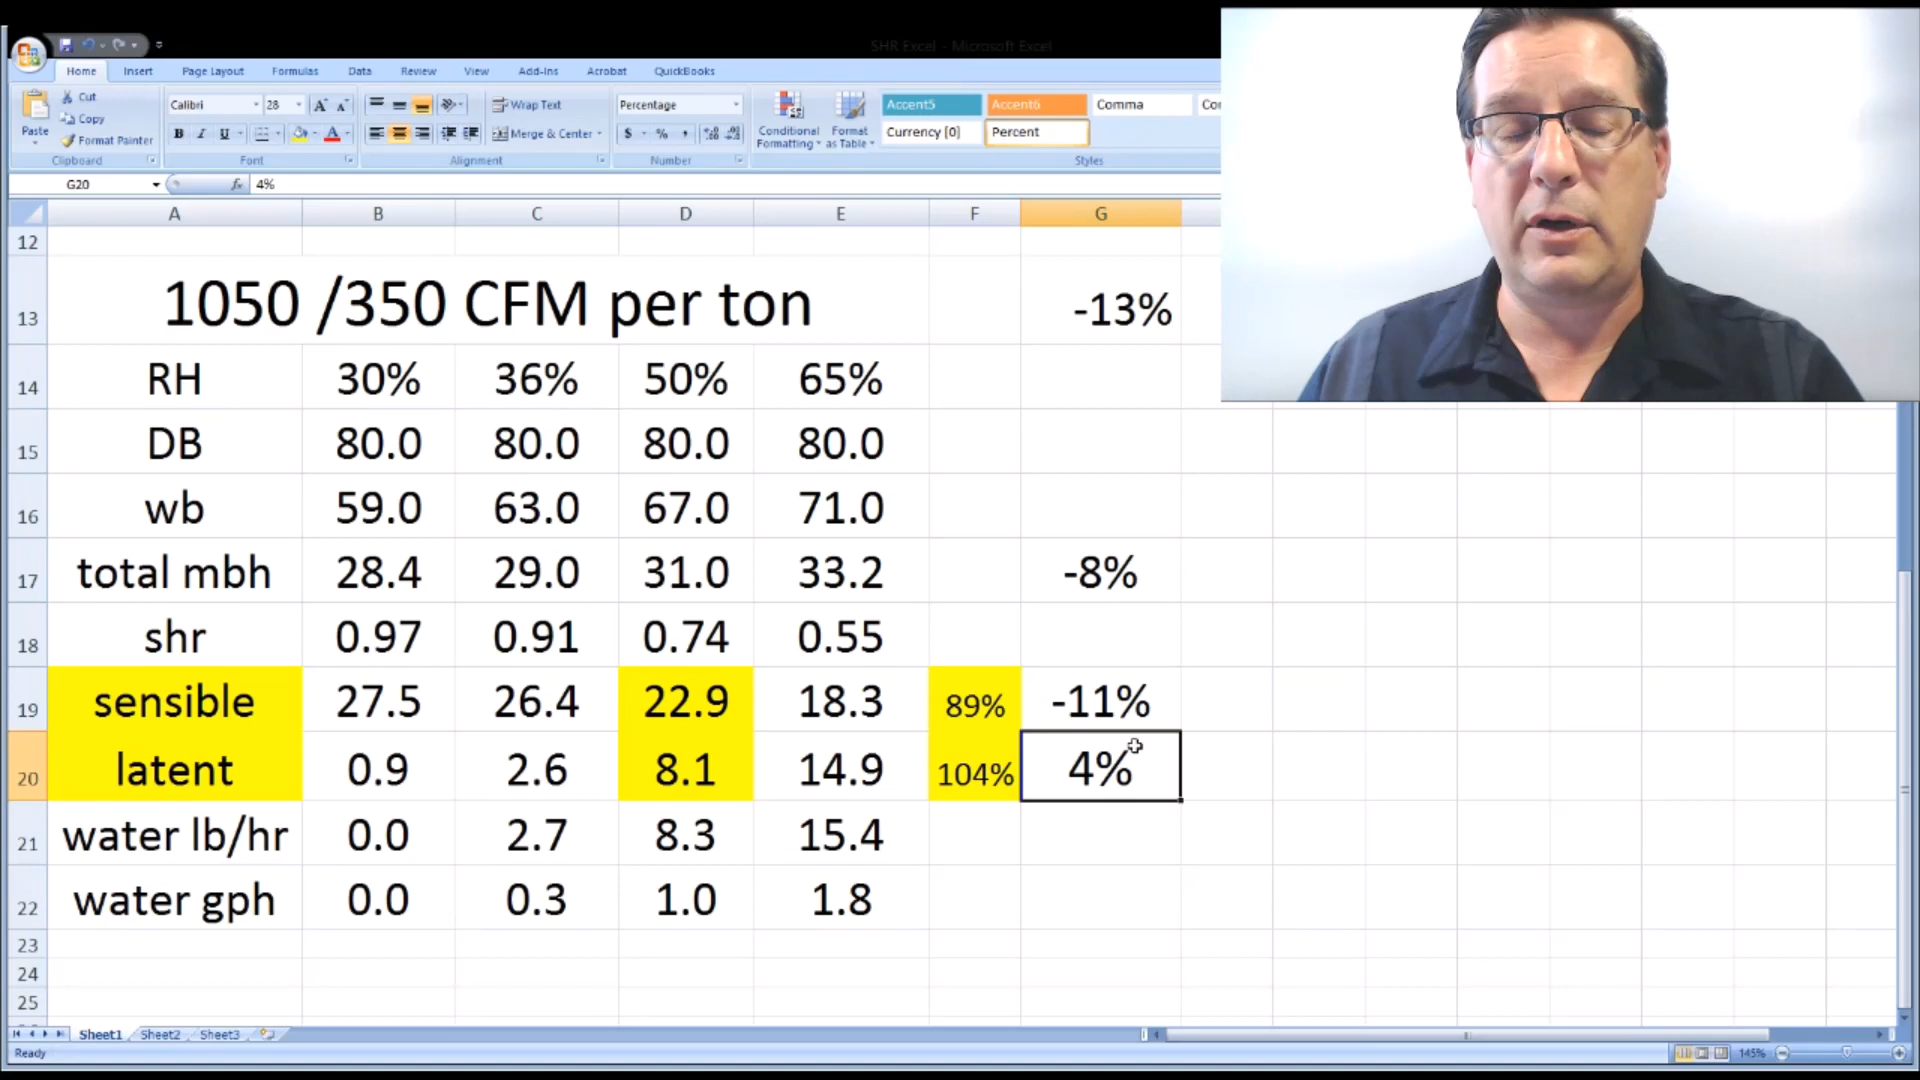 SHR Excel - Microsoft Excel
Home Insert Page Layout Formulas Data Review View Add-Ins Acrobat QuickBooks
Paste
Cut
Copy
Format Painter
Clipboard
Calibri 28
B I U
Font
Wrap Text
Merge & Center
Alignment
Percentage
$ % ,
Number
Conditional Formatting
Format as Table
Accent5 Accent6 Comma
Currency [0] Percent
Styles
G20 fx 4%
A B C D E F G
12
13 1050 /350 CFM per ton -13%
14 RH 30% 36% 50% 65%
15 DB 80.0 80.0 80.0 80.0
16 wb 59.0 63.0 67.0 71.0
17 total mbh 28.4 29.0 31.0 33.2 -8%
18 shr 0.97 0.91 0.74 0.55
19 sensible 27.5 26.4 22.9 18.3 89% -11%
20 latent 0.9 2.6 8.1 14.9 104% 4%
21 water lb/hr 0.0 2.7 8.3 15.4
22 water gph 0.0 0.3 1.0 1.8
23
24
25
Sheet1 Sheet2 Sheet3
Ready 145%